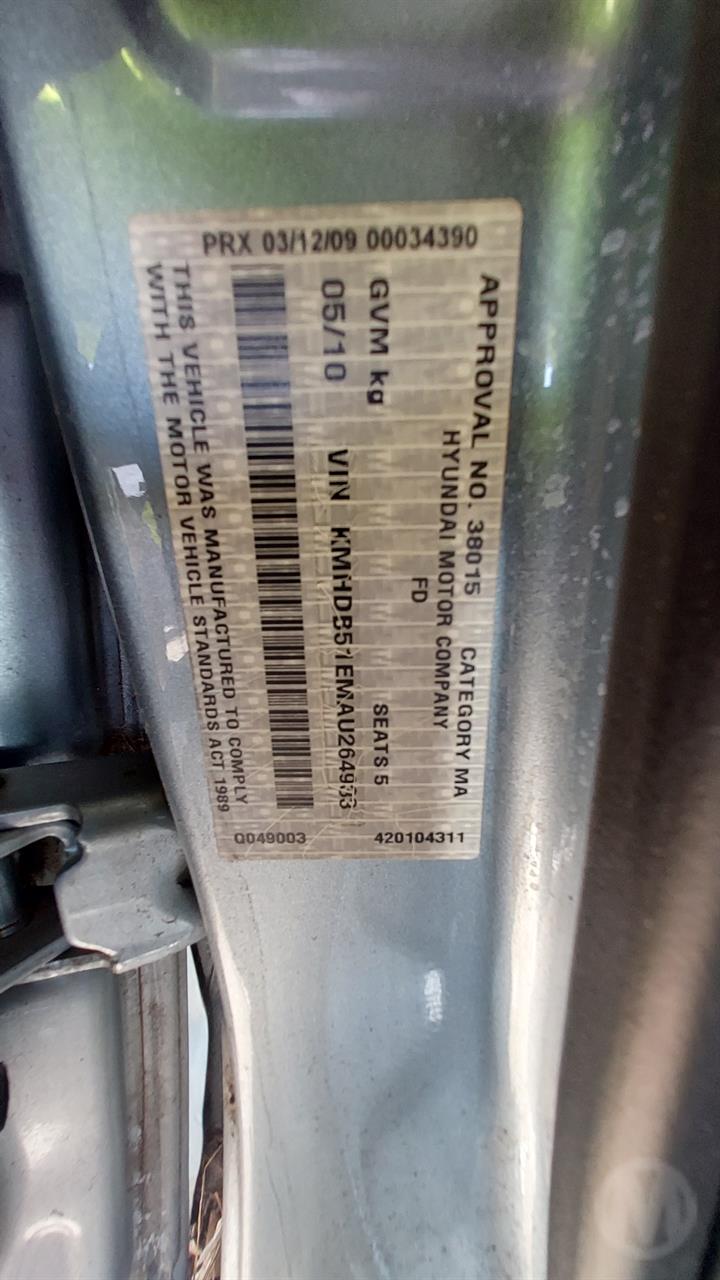 PRX 03/12/09 00034390
APPROVAL NO. 38015 CATEGORY MA
HYUNDAI MOTOR COMPANY
FD
GVM kg SEATS 5
05/10 VIN KMHDB51EMAU264933
THIS VEHICLE WAS MANUFACTURED TO COMPLY
WITH THE MOTOR VEHICLE STANDARDS ACT 1989
Q049003 420104311
M